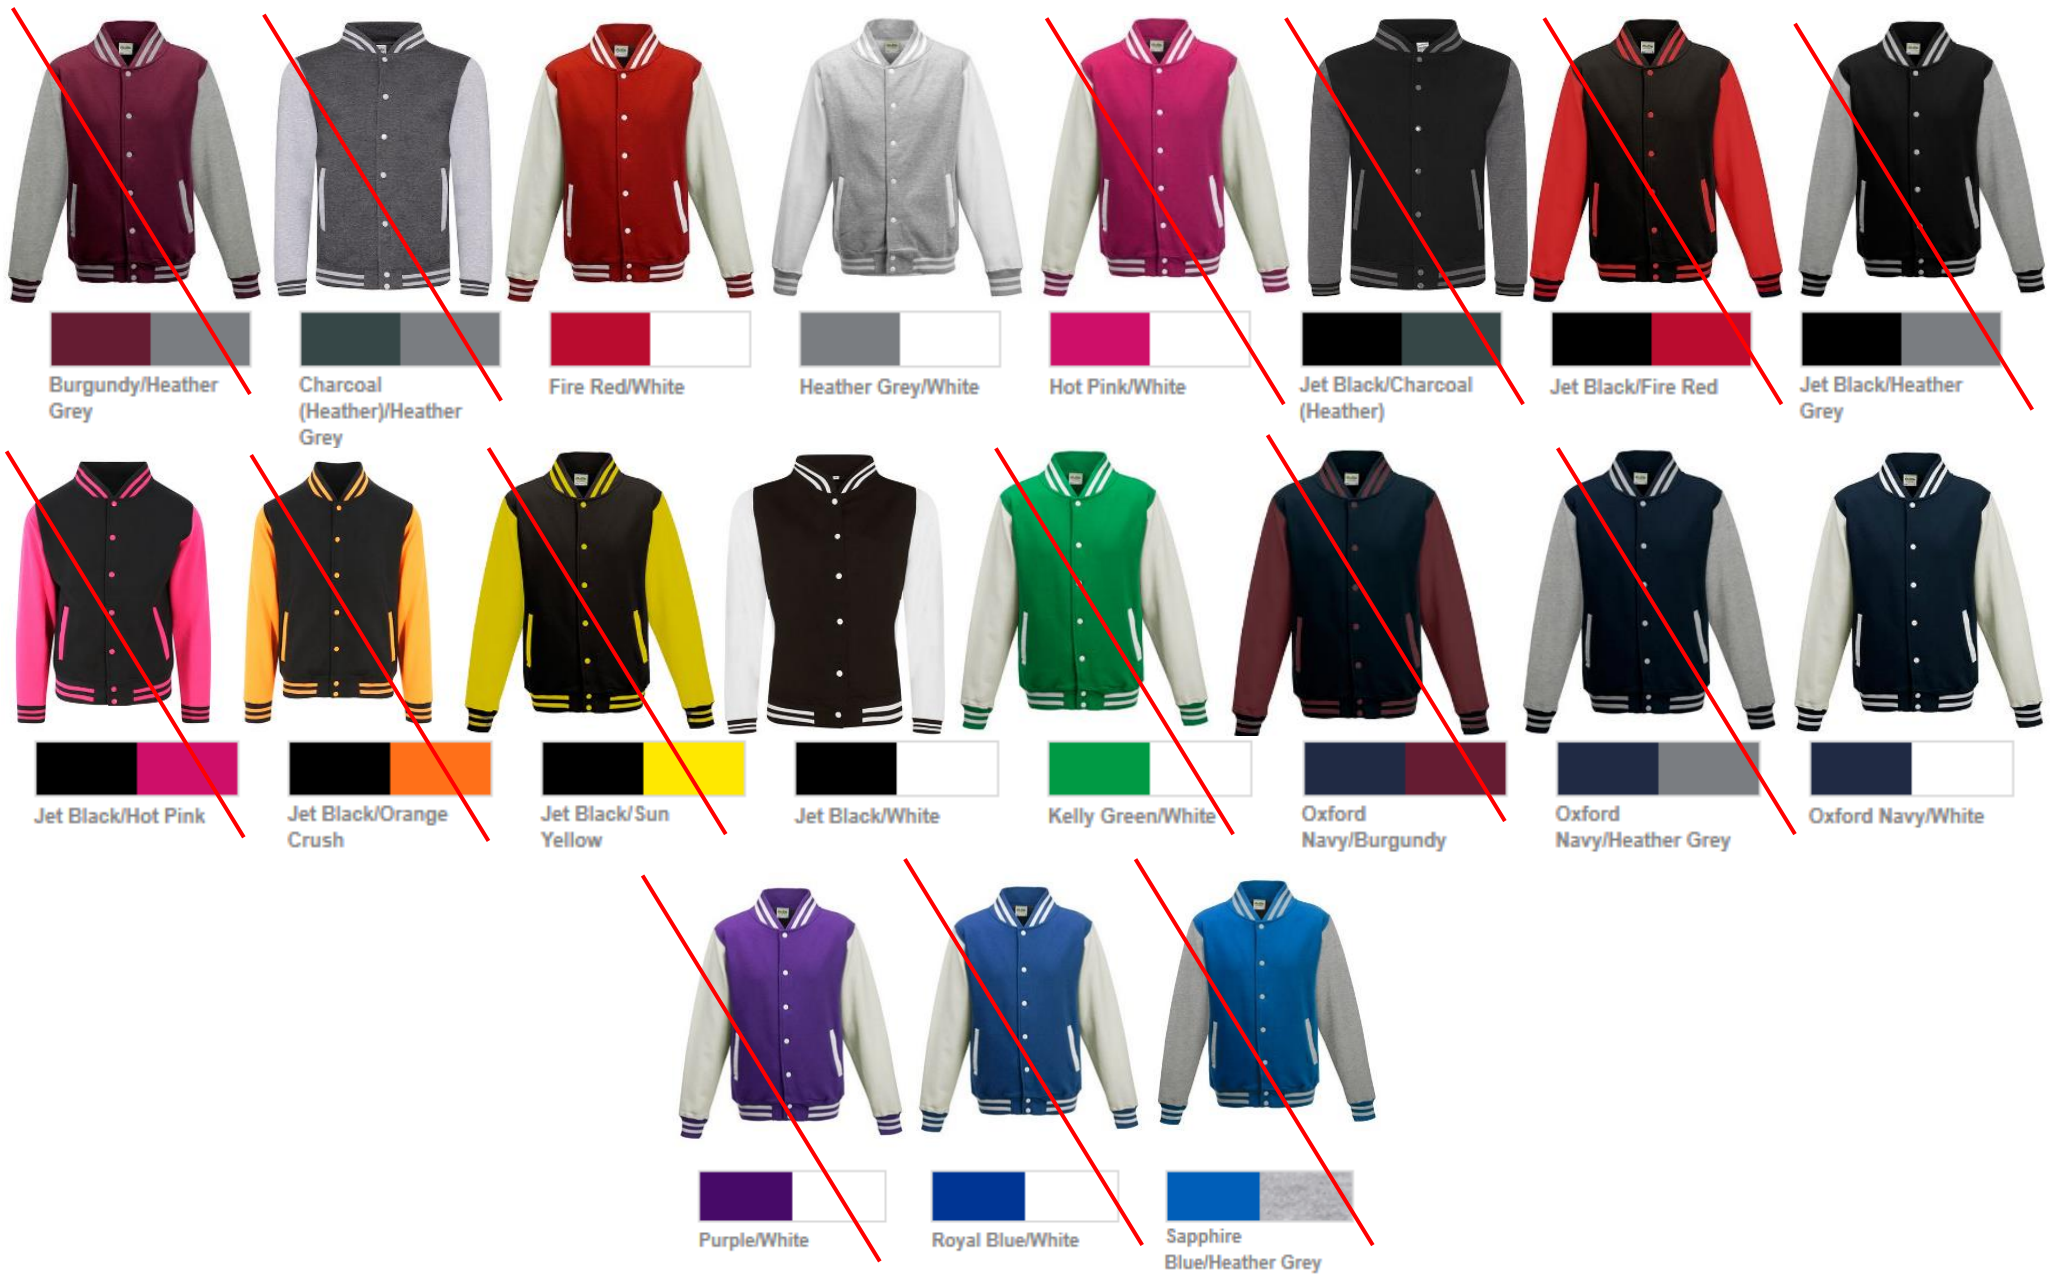 Burgundy/Heather
Grey
Charcoal
(Heather)/Heather
Grey
Fire Red/White
Heather Grey/White
Hot Pink/White
Jet Black/Charcoal
(Heather)
Jet Black/Fire Red
Jet Black/Heather
Grey
Jet Black/Hot Pink
Jet Black/Orange
Crush
Jet Black/Sun
Yellow
Jet Black/White
Kelly Green/White
Oxford
Navy/Burgundy
Oxford
Navy/Heather Grey
Oxford Navy/White
Purple/White
Royal Blue/White
Sapphire
Blue/Heather Grey